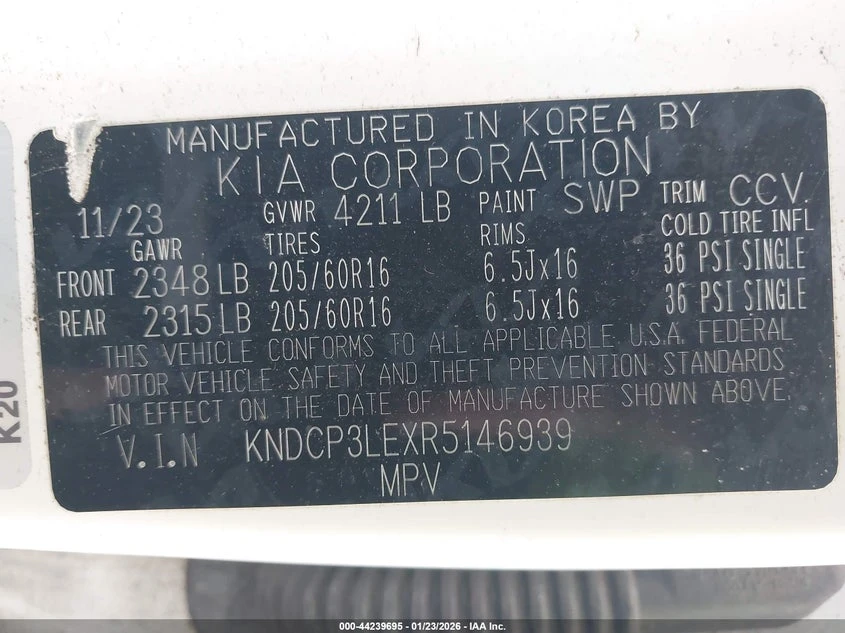 MANUFACTURED IN KOREA BY
KIA CORPORATION
11/23 GVWR 4211 LB PAINT SWP TRIM CCV.
GAWR TIRES RIMS COLD TIRE INFL
FRONT 2348 LB 205/60R16 6.5Jx16 36 PSI SINGLE
REAR 2315 LB 205/60R16 6.5Jx16 36 PSI SINGLE
THIS VEHICLE CONFORMS TO ALL APPLICABLE U.S.A. FEDERAL
MOTOR VEHICLE SAFETY AND THEFT PREVENTION STANDARDS
IN EFFECT ON THE DATE OF MANUFACTURE SHOWN ABOVE.
V.I.N KNDCP3LEXR5146939
MPV
K20
000-44239695 - 01/23/2026 - IAA Inc.